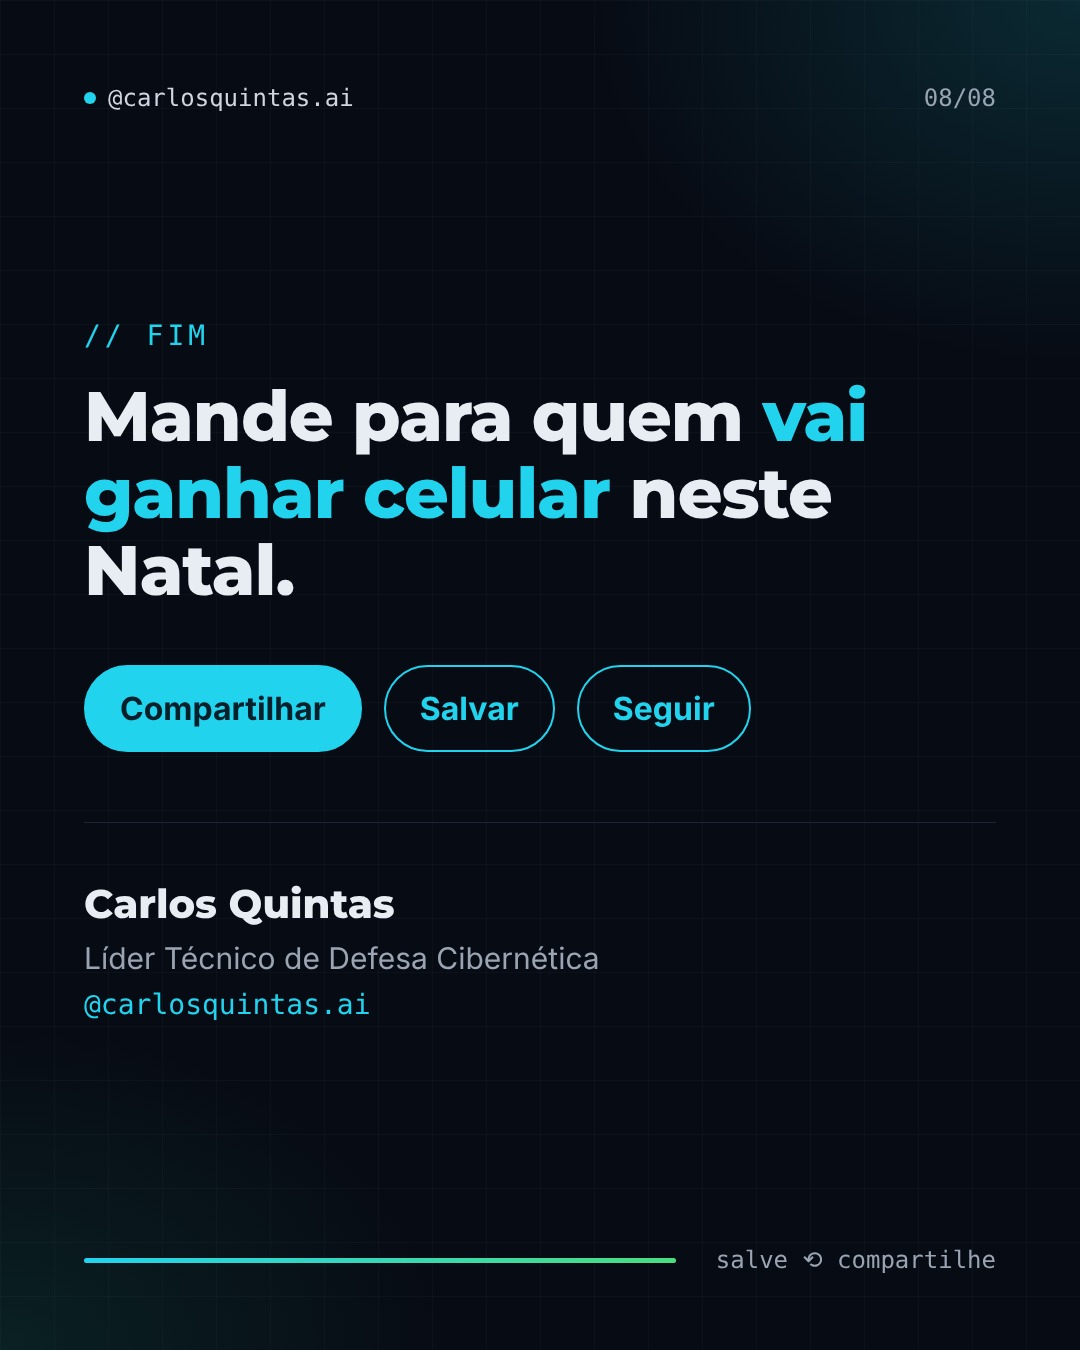 @carlosquintas.ai
08/08
// FIM
Mande para quem vai
ganhar celular neste
Natal.
Compartilhar
Salvar
Seguir
Carlos Quintas
Líder Técnico de Defesa Cibernética
@carlosquintas.ai
salve ⟲ compartilhe